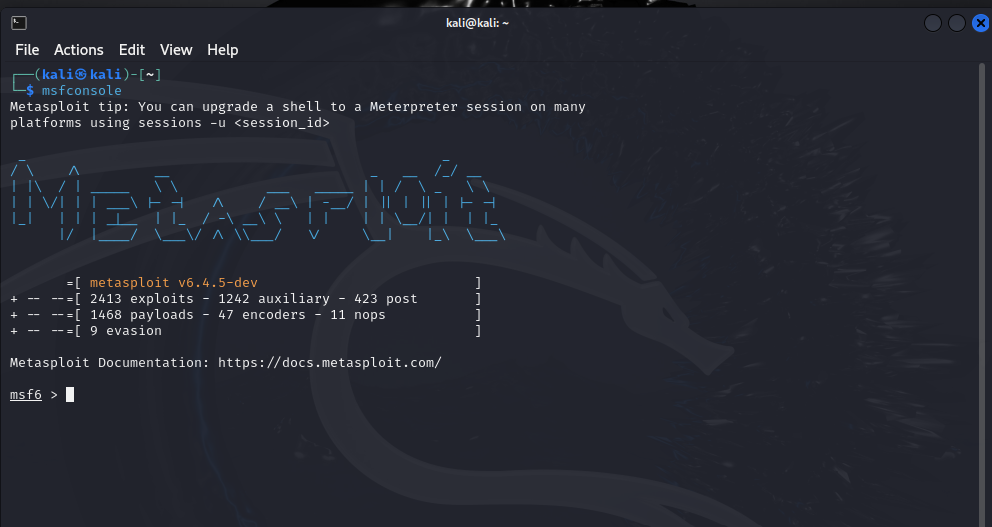 kali@kali: ~
File Actions Edit View Help
┌──(kali㉿kali)-[~]
└─$ msfconsole
Metasploit tip: You can upgrade a shell to a Meterpreter session on many
platforms using sessions -u <session_id>
METASPLOIT
=[ metasploit v6.4.5-dev ]
+ -- --=[ 2413 exploits - 1242 auxiliary - 423 post ]
+ -- --=[ 1468 payloads - 47 encoders - 11 nops ]
+ -- --=[ 9 evasion ]
Metasploit Documentation: https://docs.metasploit.com/
msf6 >